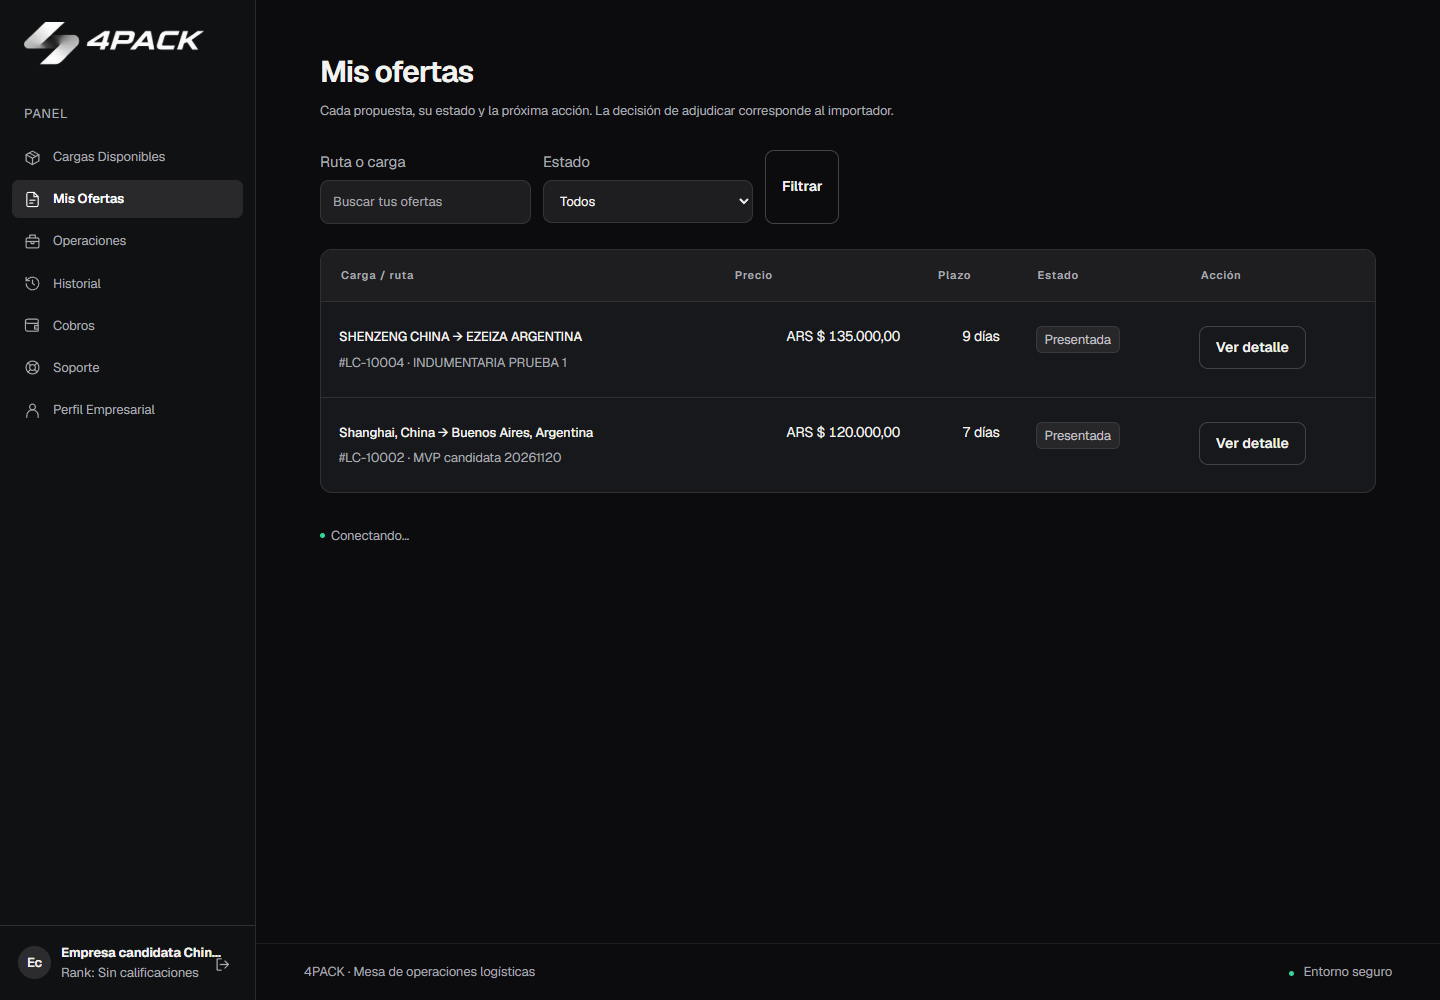 4PACK
PANEL
Cargas Disponibles
Mis Ofertas
Operaciones
Historial
Cobros
Soporte
Perfil Empresarial
Ec
Empresa candidata Chin...
Rank: Sin calificaciones
Mis ofertas
Cada propuesta, su estado y la próxima acción. La decisión de adjudicar corresponde al importador.
Ruta o carga
Estado
Buscar tus ofertas
Todos
Filtrar
Carga / ruta Precio Plazo Estado Acción
SHENZENG CHINA → EZEIZA ARGENTINA ARS $ 135.000,00 9 días Presentada Ver detalle
#LC-10004 · INDUMENTARIA PRUEBA 1
Shanghai, China → Buenos Aires, Argentina ARS $ 120.000,00 7 días Presentada Ver detalle
#LC-10002 · MVP candidata 20261120
Conectando...
4PACK · Mesa de operaciones logísticas
Entorno seguro